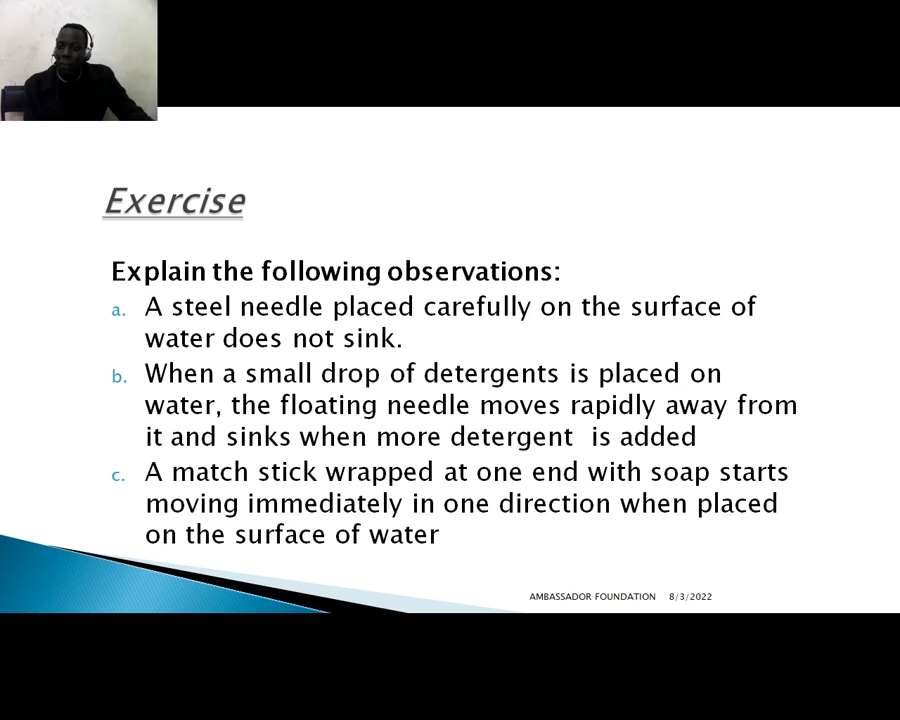 Exercise
Explain the following observations:
a. A steel needle placed carefully on the surface of
water does not sink.
b. When a small drop of detergents is placed on
water, the floating needle moves rapidly away from
it and sinks when more detergent  is added
c. A match stick wrapped at one end with soap starts
moving immediately in one direction when placed
on the surface of water
AMBASSADOR FOUNDATION 8/3/2022